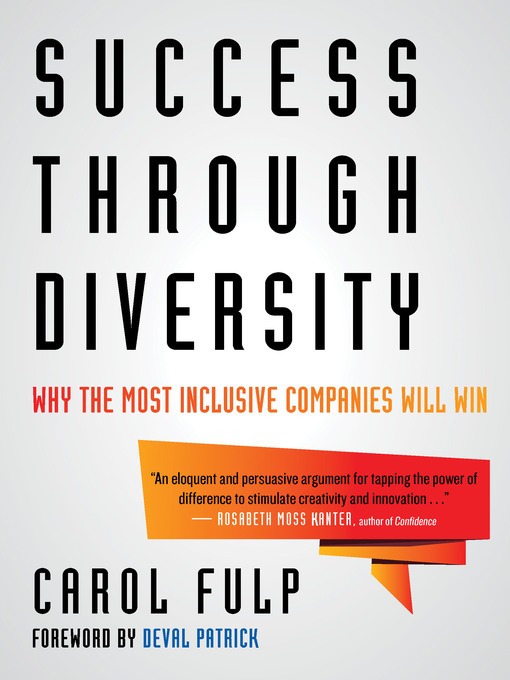 SUCCESS
THROUGH
DIVERSITY
WHY THE MOST INCLUSIVE COMPANIES WILL WIN
“An eloquent and persuasive argument for tapping the power of
difference to stimulate creativity and innovation . . .”
— ROSABETH MOSS KANTER, author of Confidence
CAROL FULP
FOREWORD BY DEVAL PATRICK